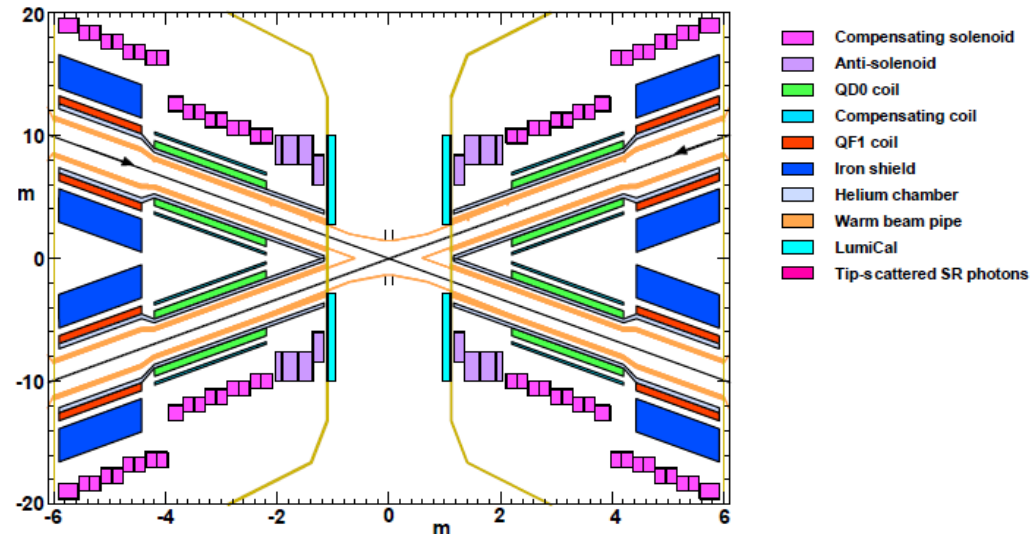 20
10
m
0
-10
-20
-6
-4
-2
0
m
2
4
6
Compensating solenoid
Anti-solenoid
QD0 coil
Compensating coil
QF1 coil
Iron shield
Helium chamber
Warm beam pipe
LumiCal
Tip-scattered SR photons